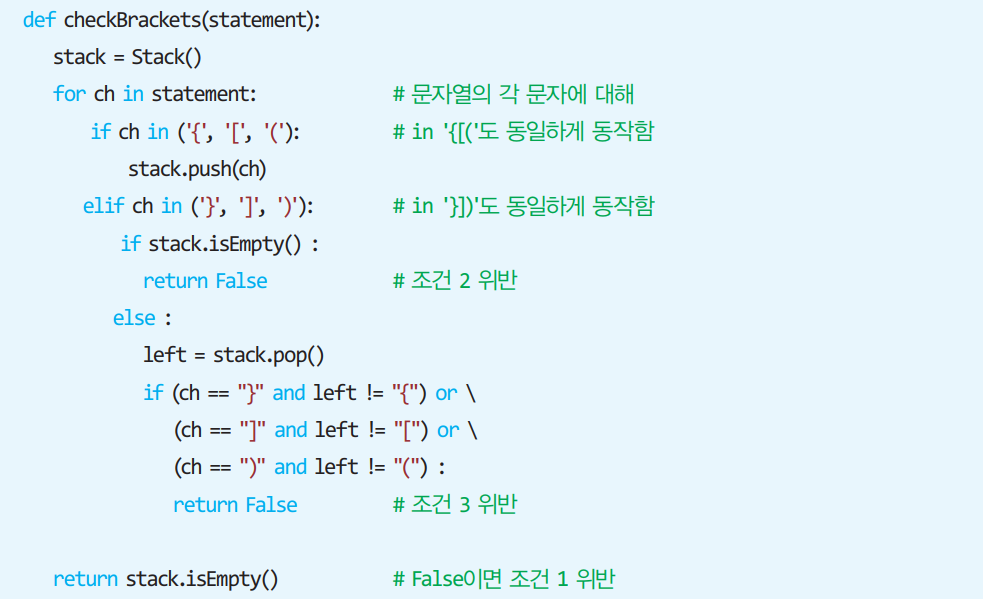 def checkBrackets(statement):
stack = Stack()
for ch in statement: # 문자열의 각 문자에 대해
if ch in ('{', '[', '('): # in '{[('도 동일하게 동작함
stack.push(ch)
elif ch in ('}', ']', ')'): # in '}])'도 동일하게 동작함
if stack.isEmpty() :
return False # 조건 2 위반
else :
left = stack.pop()
if (ch == "}" and left != "{") or \
(ch == "]" and left != "[") or \
(ch == ")" and left != "(") :
return False # 조건 3 위반
return stack.isEmpty() # False이면 조건 1 위반